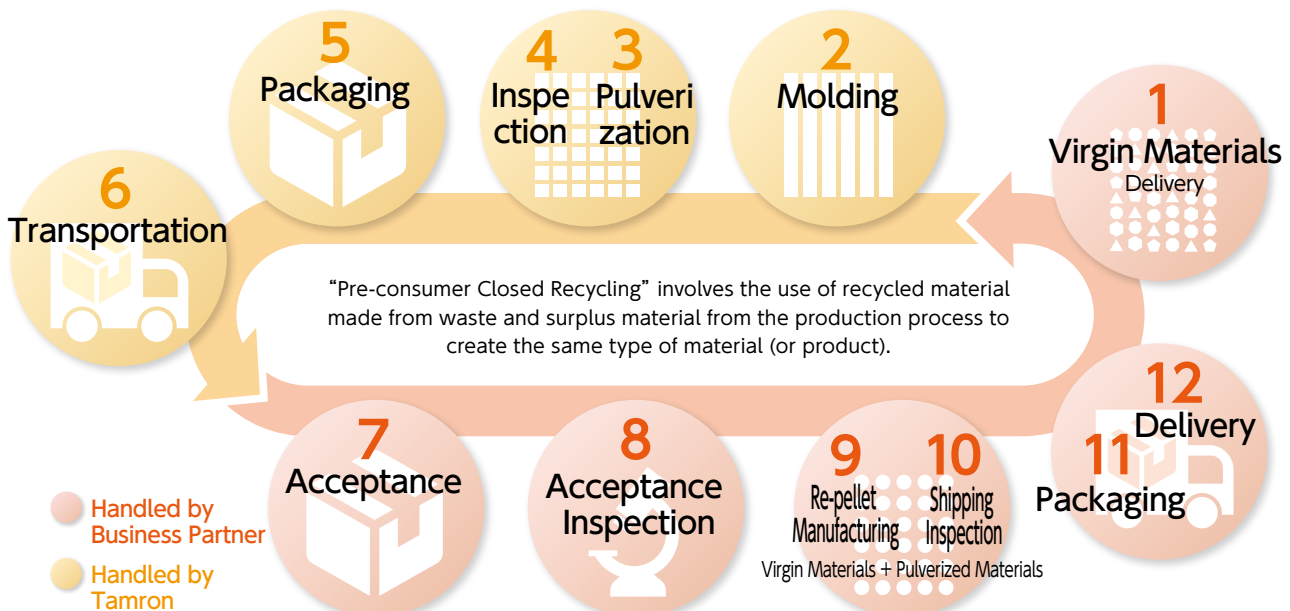 1
Virgin Materials
Delivery
2
Molding
3
Pulveri
zation
4
Inspe
ction
5
Packaging
6
Transportation
“Pre-consumer Closed Recycling” involves the use of recycled material
made from waste and surplus material from the production process to
create the same type of material (or product).
7
Acceptance
8
Acceptance
Inspection
9
Re-pellet
Manufacturing
10
Shipping
Inspection
Virgin Materials + Pulverized Materials
11
Packaging
12
Delivery
Handled by
Business Partner
Handled by
Tamron